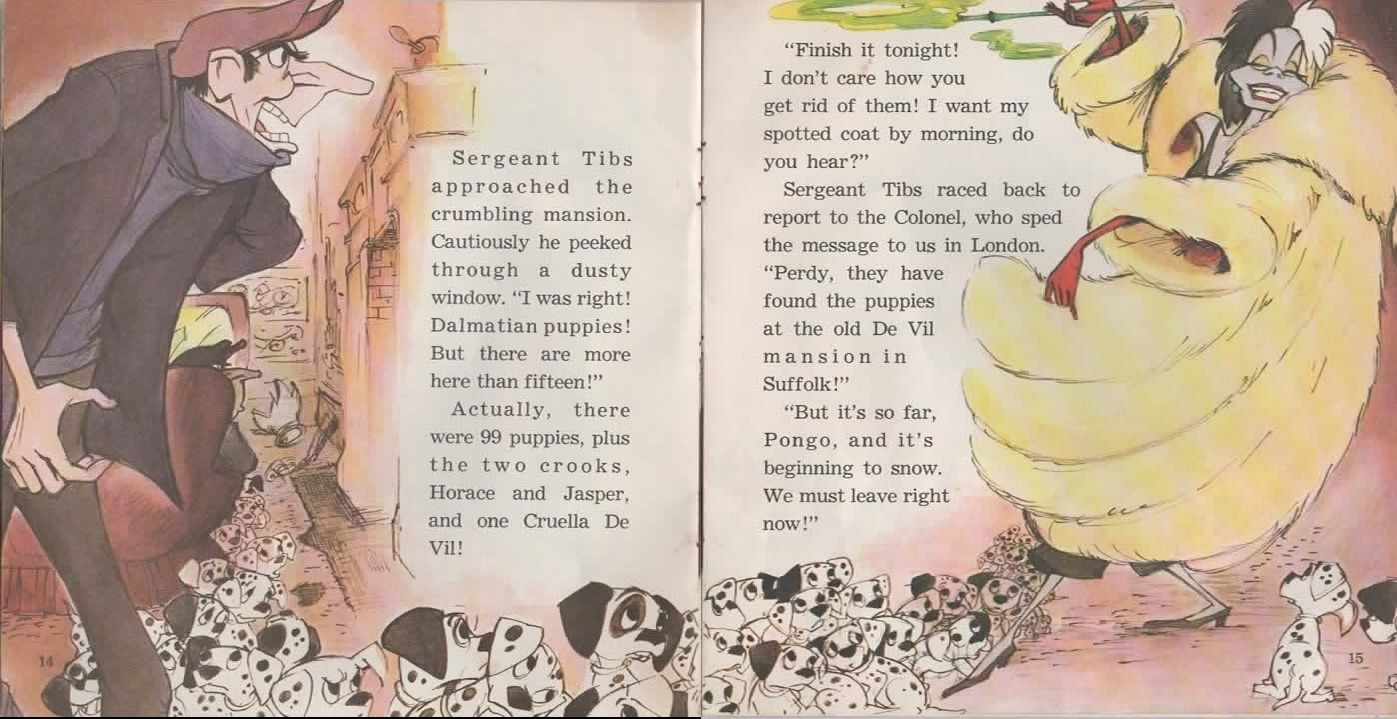 Sergeant Tibs
approached the
crumbling mansion.
Cautiously he peeked
through a dusty
window. “I was right!
Dalmatian puppies!
But there are more
here than fifteen!”
Actually, there
were 99 puppies, plus
the two crooks,
Horace and Jasper,
and one Cruella De
Vil!
14
“Finish it tonight!
I don’t care how you
get rid of them! I want my
spotted coat by morning, do
you hear?”
Sergeant Tibs raced back to
report to the Colonel, who sped
the message to us in London.
“Perdy, they have
found the puppies
at the old De Vil
mansion in
Suffolk!”
“But it’s so far,
Pongo, and it’s
beginning to snow.
We must leave right
now!”
15